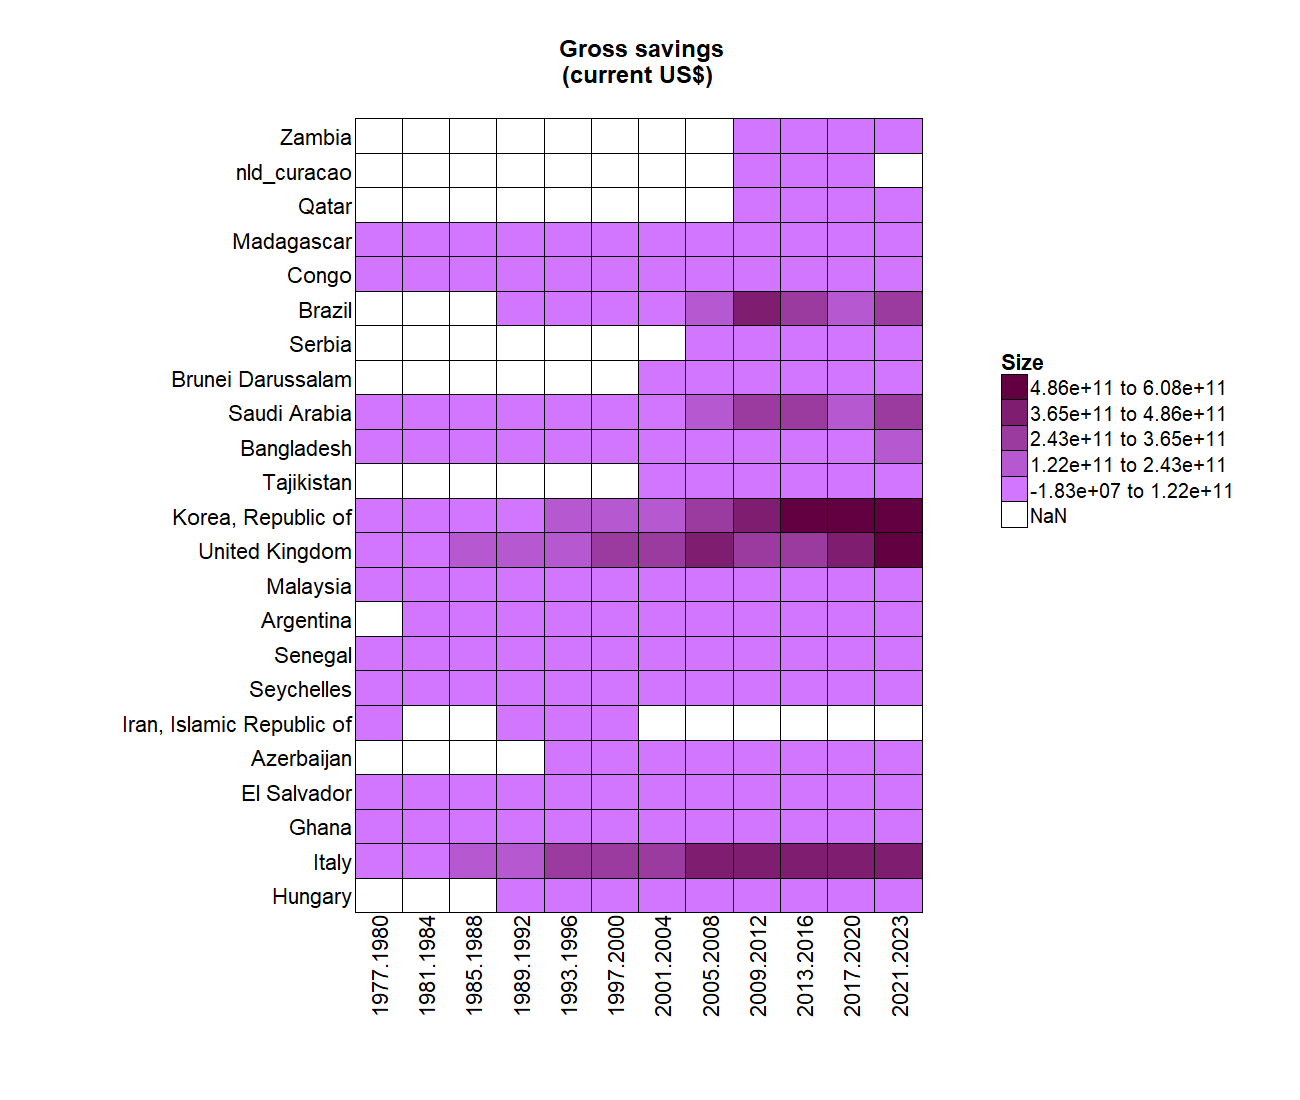 Gross savings
(current US$)
Zambia
nld_curacao
Qatar
Madagascar
Congo
Brazil
Serbia
Brunei Darussalam
Saudi Arabia
Bangladesh
Tajikistan
Korea, Republic of
United Kingdom
Malaysia
Argentina
Senegal
Seychelles
Iran, Islamic Republic of
Azerbaijan
El Salvador
Ghana
Italy
Hungary
1977.1980
1981.1984
1985.1988
1989.1992
1993.1996
1997.2000
2001.2004
2005.2008
2009.2012
2013.2016
2017.2020
2021.2023
Size
4.86e+11 to 6.08e+11
3.65e+11 to 4.86e+11
2.43e+11 to 3.65e+11
1.22e+11 to 2.43e+11
-1.83e+07 to 1.22e+11
NaN